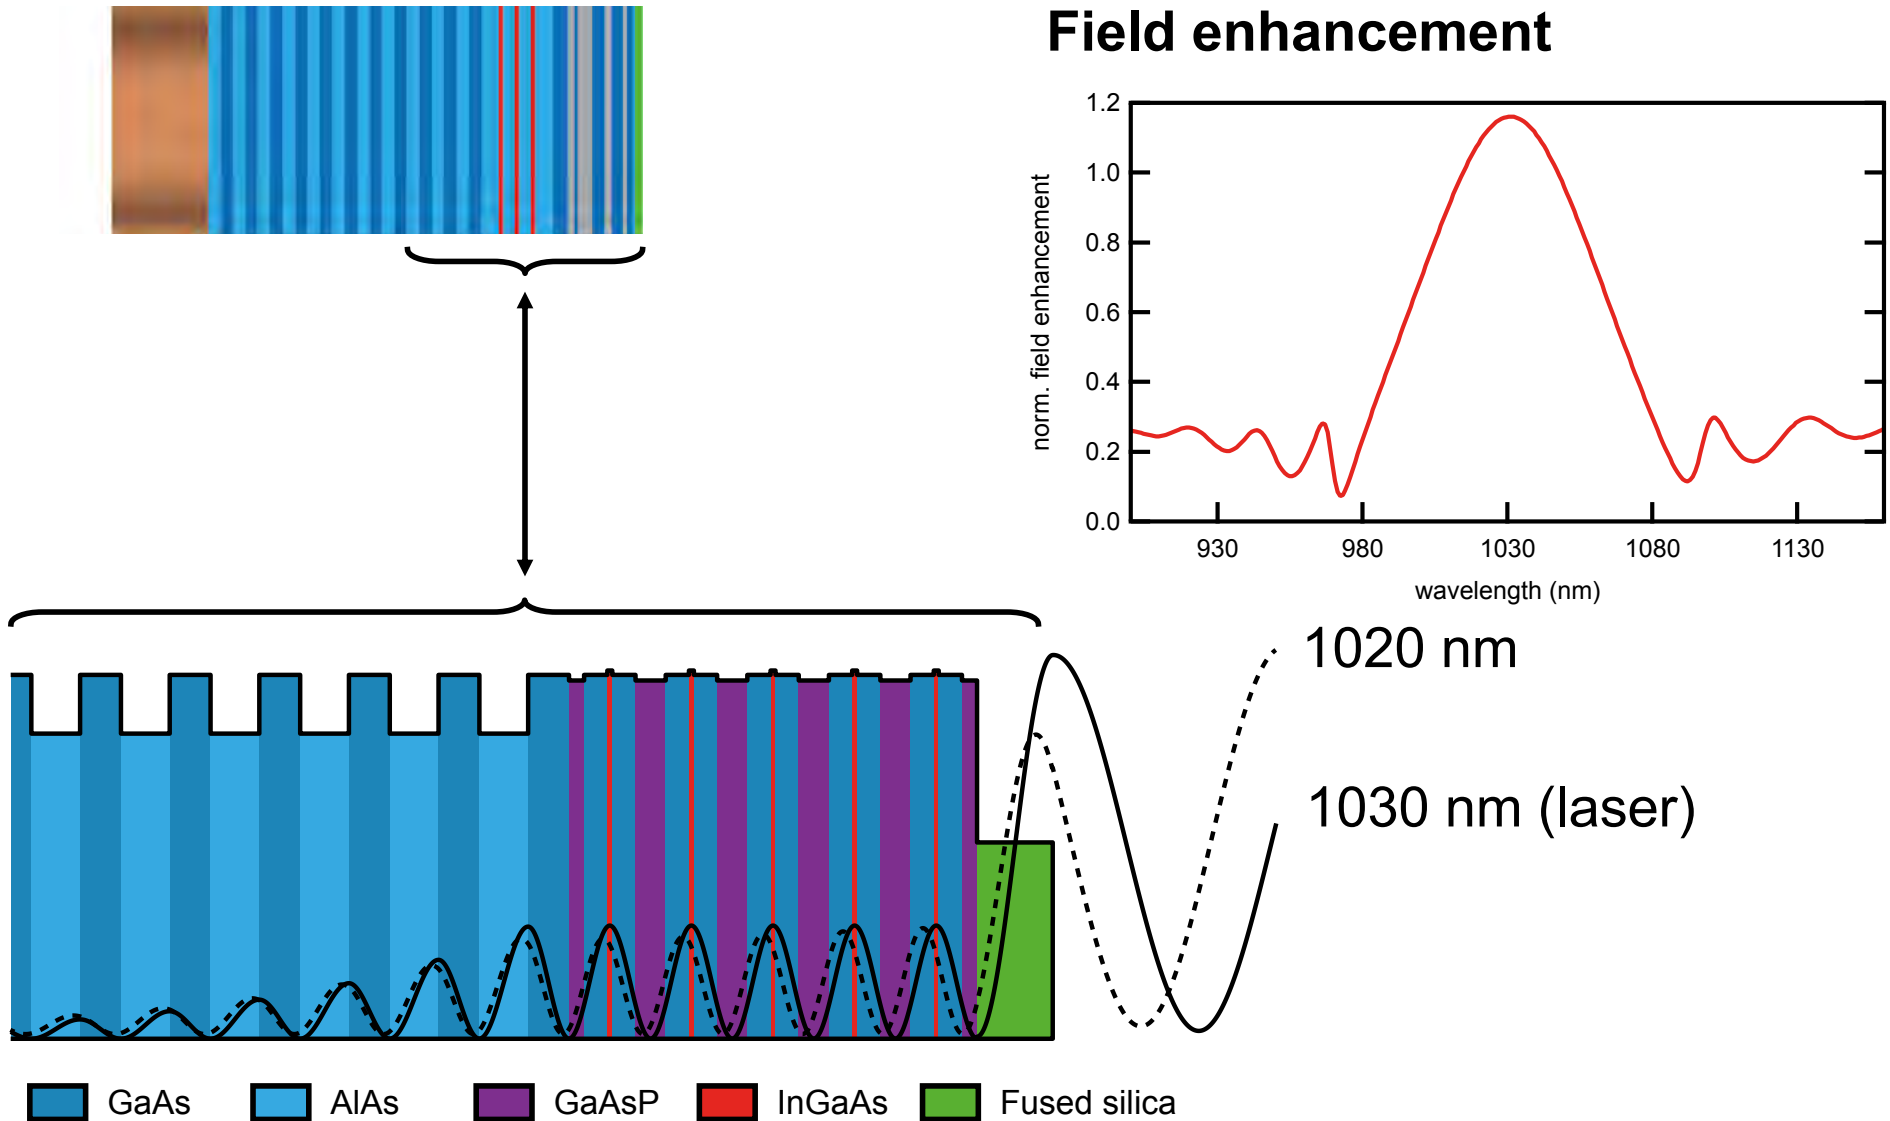 Field enhancement
norm. field enhancement
1.2
1.0
0.8
0.6
0.4
0.2
0.0
930 980 1030 1080 1130
wavelength (nm)
1020 nm
1030 nm (laser)
GaAs AlAs GaAsP InGaAs Fused silica